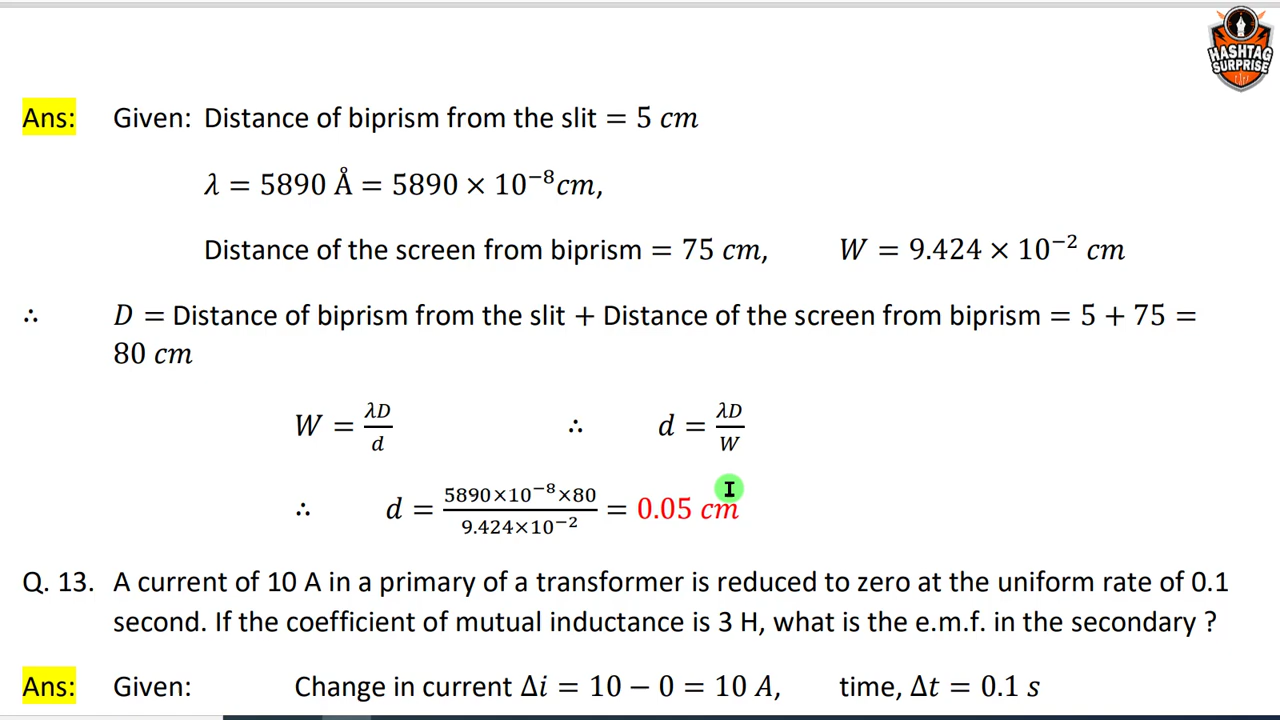 HASHTAG
SURPRISE
Ans: Given: Distance of biprism from the slit = 5 cm
λ = 5890 Å = 5890 × 10⁻⁸cm,
Distance of the screen from biprism = 75 cm, W = 9.424 × 10⁻² cm
∴ D = Distance of biprism from the slit + Distance of the screen from biprism = 5 + 75 =
80 cm
W = λD/d ∴ d = λD/W
∴ d = 5890×10⁻⁸×80/9.424×10⁻² = 0.05 cm
Q. 13. A current of 10 A in a primary of a transformer is reduced to zero at the uniform rate of 0.1
second. If the coefficient of mutual inductance is 3 H, what is the e.m.f. in the secondary ?
Ans: Given: Change in current Δi = 10 − 0 = 10 A, time, Δt = 0.1 s